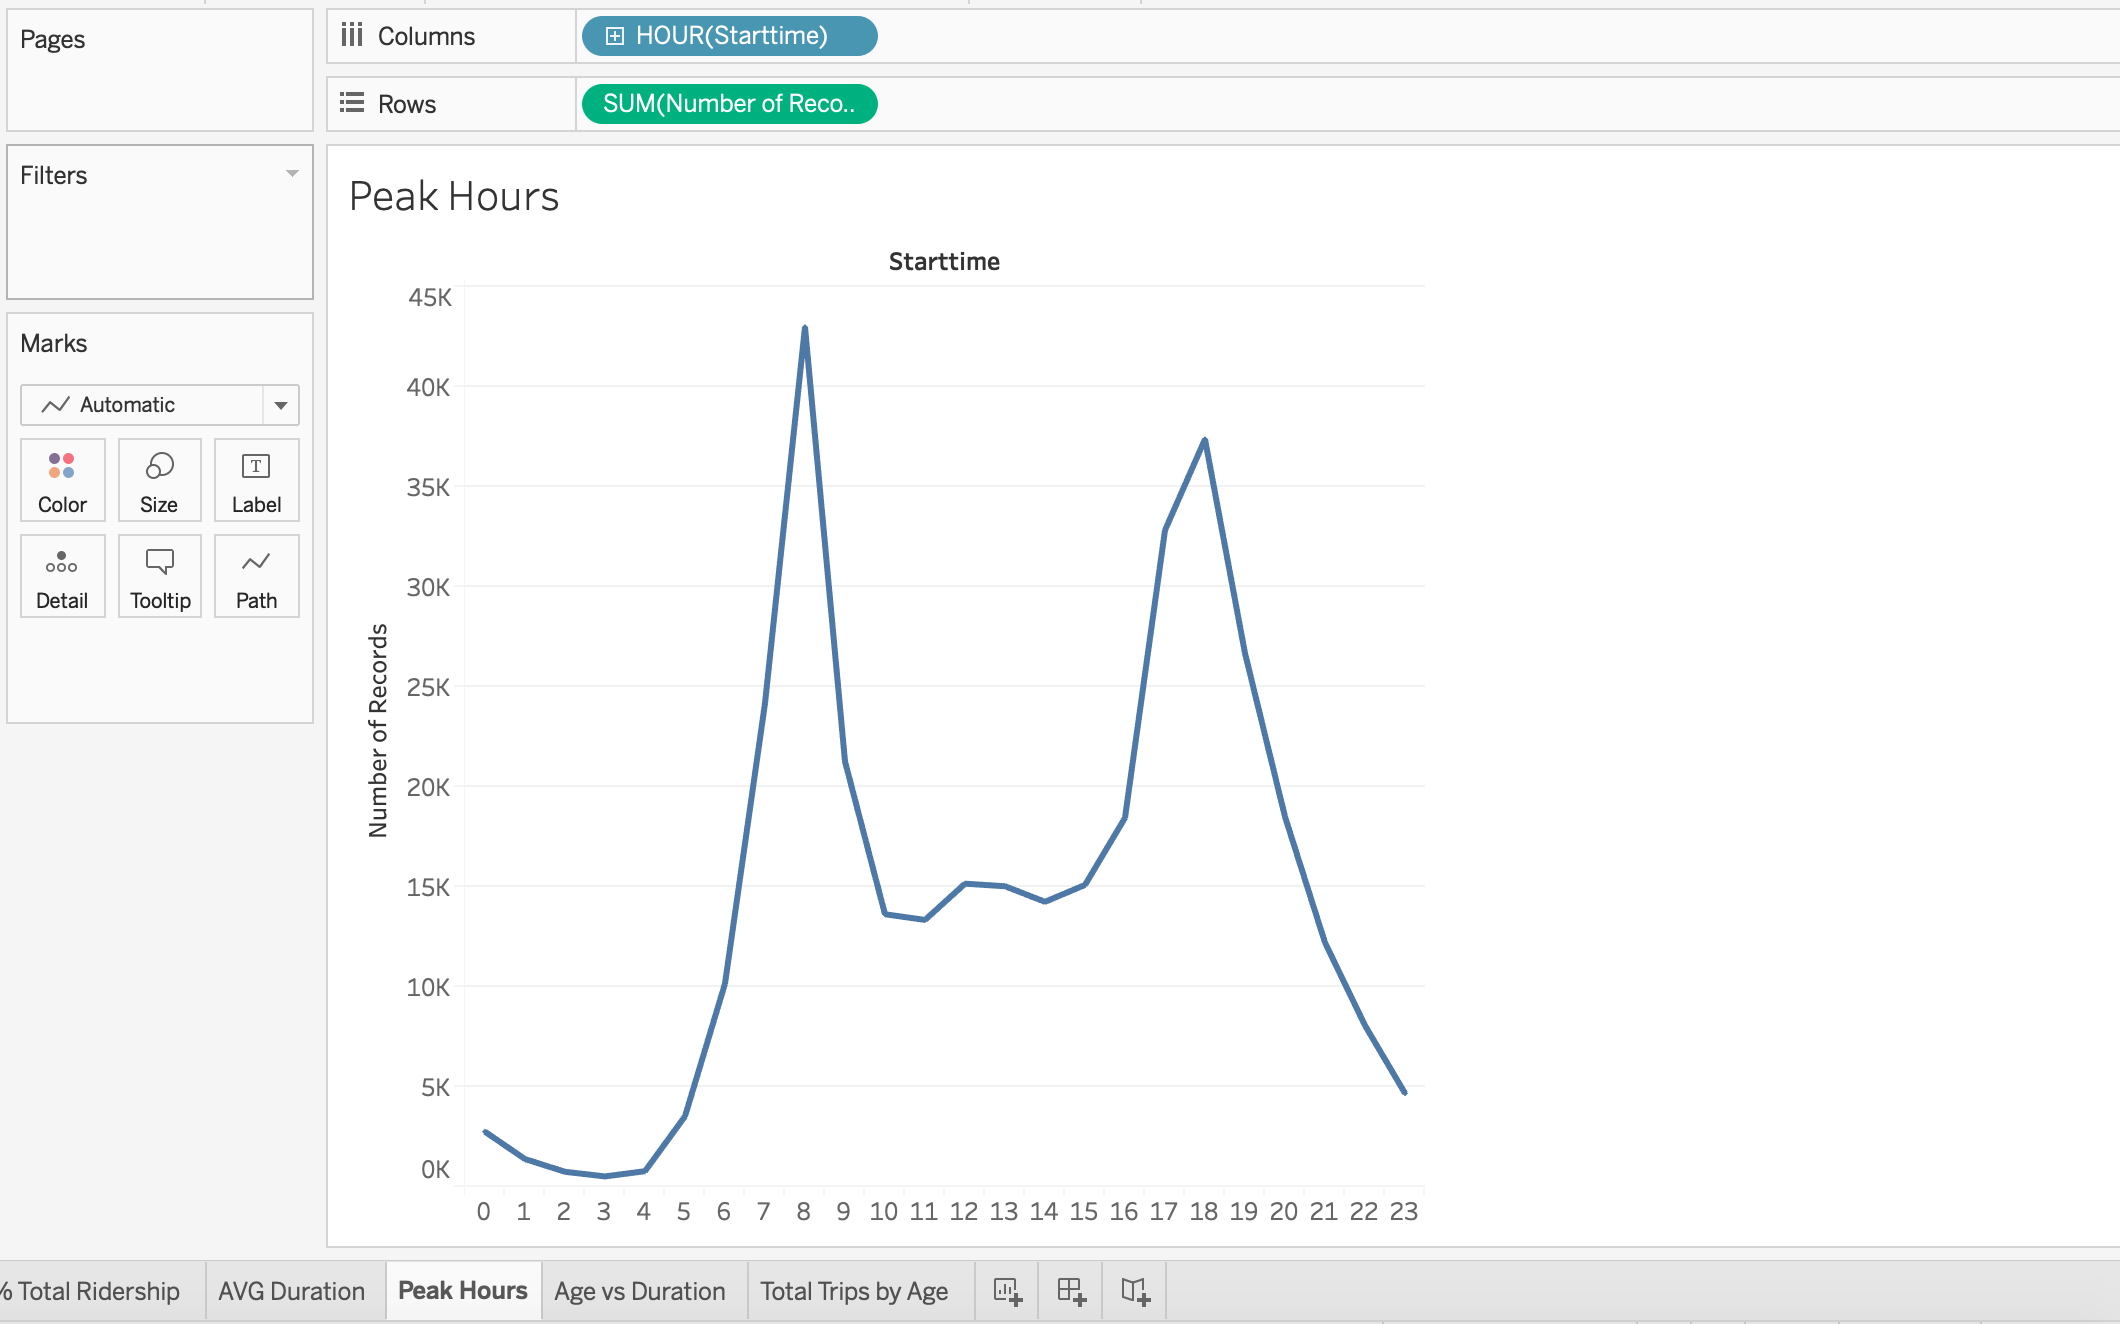 Pages
Columns
HOUR(Starttime)
Rows
SUM(Number of Reco..
Filters
Marks
Automatic
Color
Size
Label
Detail
Tooltip
Path
Peak Hours
Starttime
45K
40K
35K
30K
25K
20K
15K
10K
5K
0K
Number of Records
0 1 2 3 4 5 6 7 8 9 10 11 12 13 14 15 16 17 18 19 20 21 22 23
% Total Ridership
AVG Duration
Peak Hours
Age vs Duration
Total Trips by Age